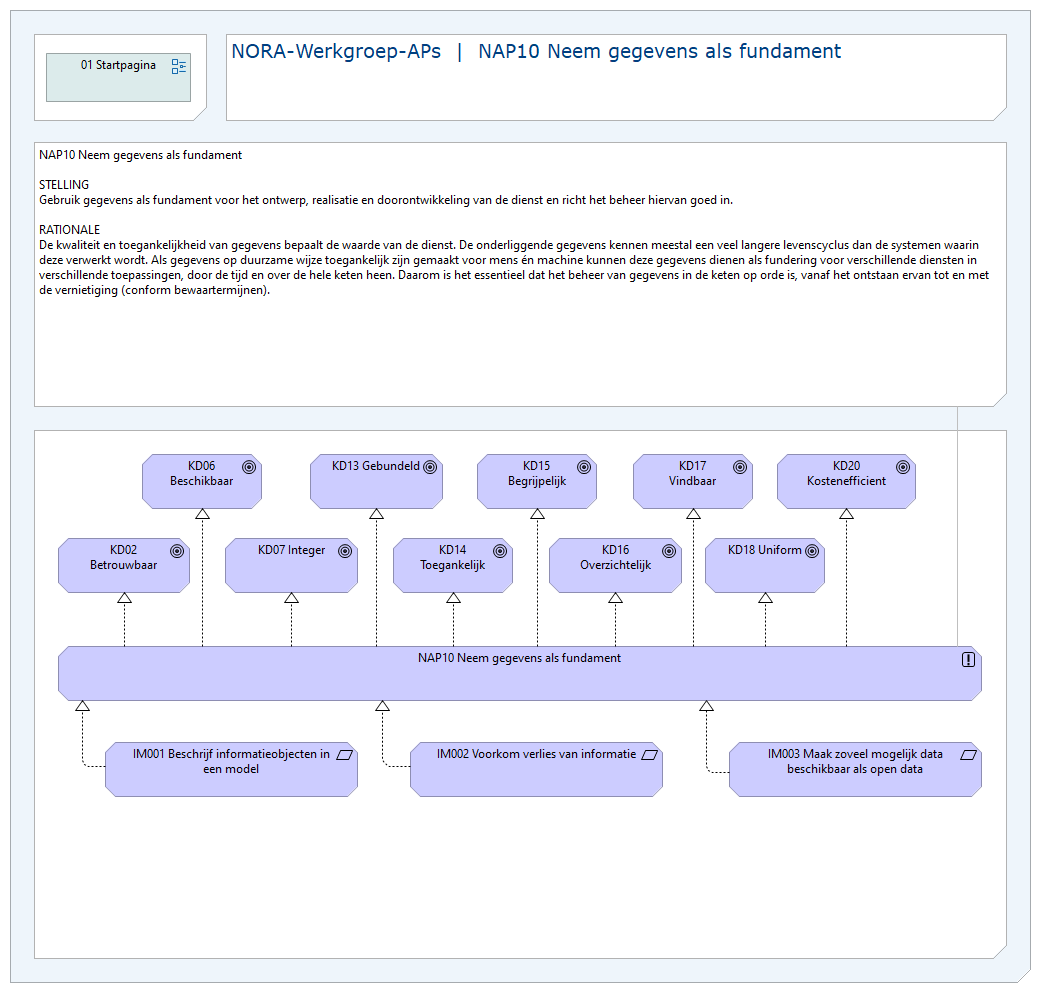 01 Startpagina
NORA-Werkgroep-APs | NAP10 Neem gegevens als fundament
NAP10 Neem gegevens als fundament
STELLING
Gebruik gegevens als fundament voor het ontwerp, realisatie en doorontwikkeling van de dienst en richt het beheer hiervan goed in.
RATIONALE
De kwaliteit en toegankelijkheid van gegevens bepaalt de waarde van de dienst. De onderliggende gegevens kennen meestal een veel langere levenscyclus dan de systemen waarin
deze verwerkt wordt. Als gegevens op duurzame wijze toegankelijk zijn gemaakt voor mens én machine kunnen deze gegevens dienen als fundering voor verschillende diensten in
verschillende toepassingen, door de tijd en over de hele keten heen. Daarom is het essentieel dat het beheer van gegevens in de keten op orde is, vanaf het ontstaan ervan tot en met
de vernietiging (conform bewaartermijnen).
KD06
Beschikbaar
KD13 Gebundeld
KD15
Begrijpelijk
KD17
Vindbaar
KD20
Kostenefficient
KD02
Betrouwbaar
KD07 Integer
KD14
Toegankelijk
KD16
Overzichtelijk
KD18 Uniform
NAP10 Neem gegevens als fundament
IM001 Beschrijf informatieobjecten in
een model
IM002 Voorkom verlies van informatie
IM003 Maak zoveel mogelijk data
beschikbaar als open data